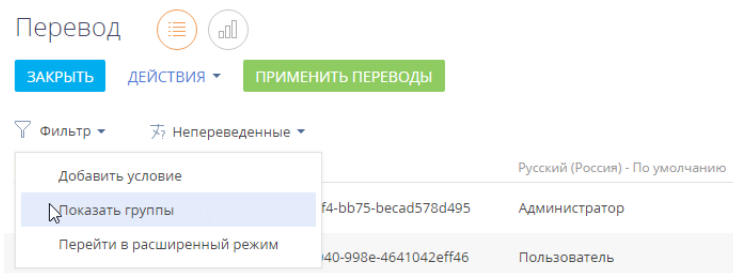 Перевод
ЗАКРЫТЬ ДЕЙСТВИЯ ПРИМЕНИТЬ ПЕРЕВОДЫ
Фильтр Непереведенные
Добавить условие
Показать группы
Перейти в расширенный режим
Русский (Россия) - По умолчанию
f4-bb75-becad578d495 Администратор
940-998e-4641042eff46 Пользователь